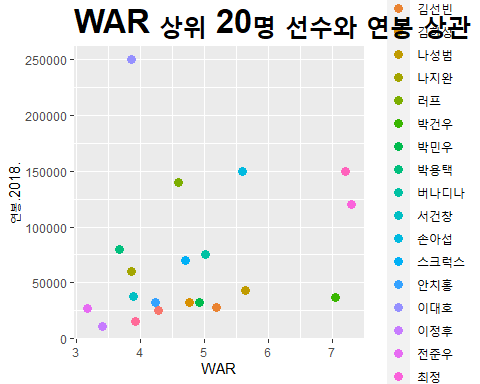 WAR 상위 20명 선수와 연봉 상관
250000
200000
150000
100000
50000
0
연봉.2018.
3 4 5 6 7
WAR
김선빈
나성범
나지완
러프
박건우
박민우
박용택
버나디나
서건창
손아섭
스크럭스
안치홍
이대호
이정후
전준우
최정